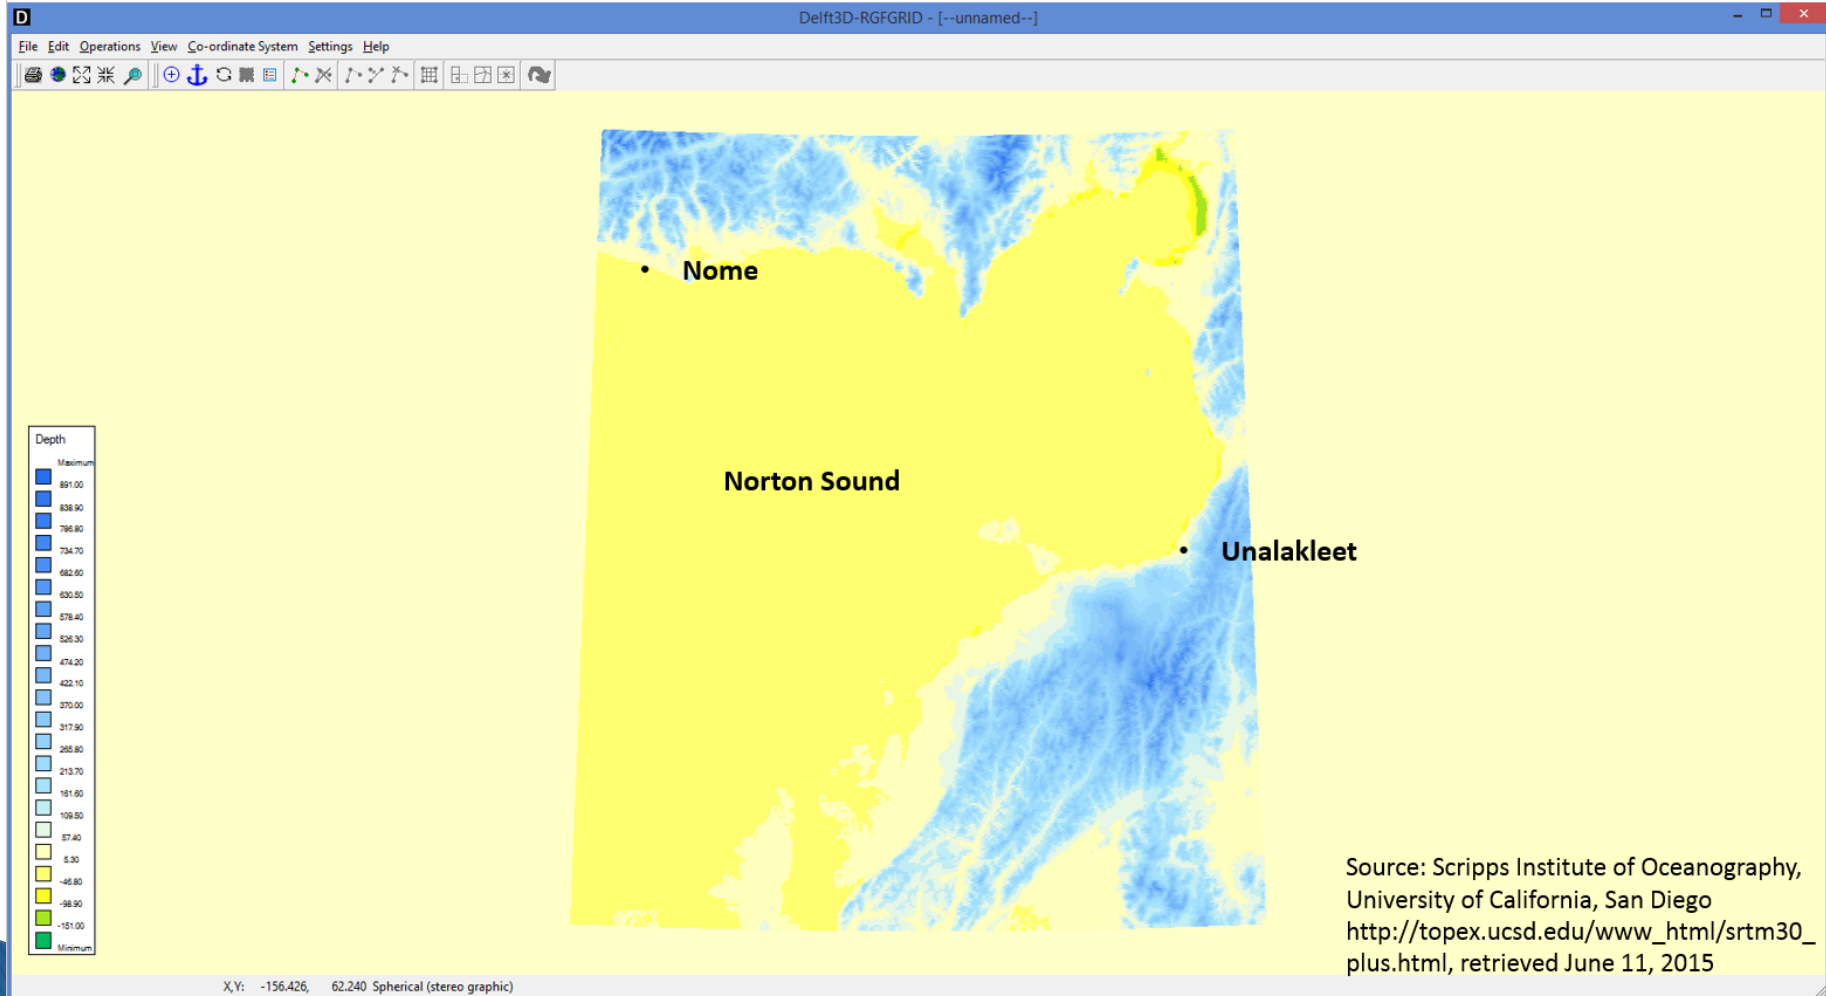 D
Delft3D-RGFGRID - [--unnamed--]
File Edit Operations View Co-ordinate System Settings Help
Nome
Norton Sound
Unalakleet
Depth
Maximum
891.00
838.90
786.80
734.70
682.60
630.50
578.40
526.30
474.20
422.10
370.00
317.90
265.80
213.70
161.60
109.50
57.40
5.30
-46.80
-98.90
-151.00
Minimum
Source: Scripps Institute of Oceanography,
University of California, San Diego
http://topex.ucsd.edu/www_html/srtm30_
plus.html, retrieved June 11, 2015
X,Y: -156.426, 62.240 Spherical (stereo graphic)